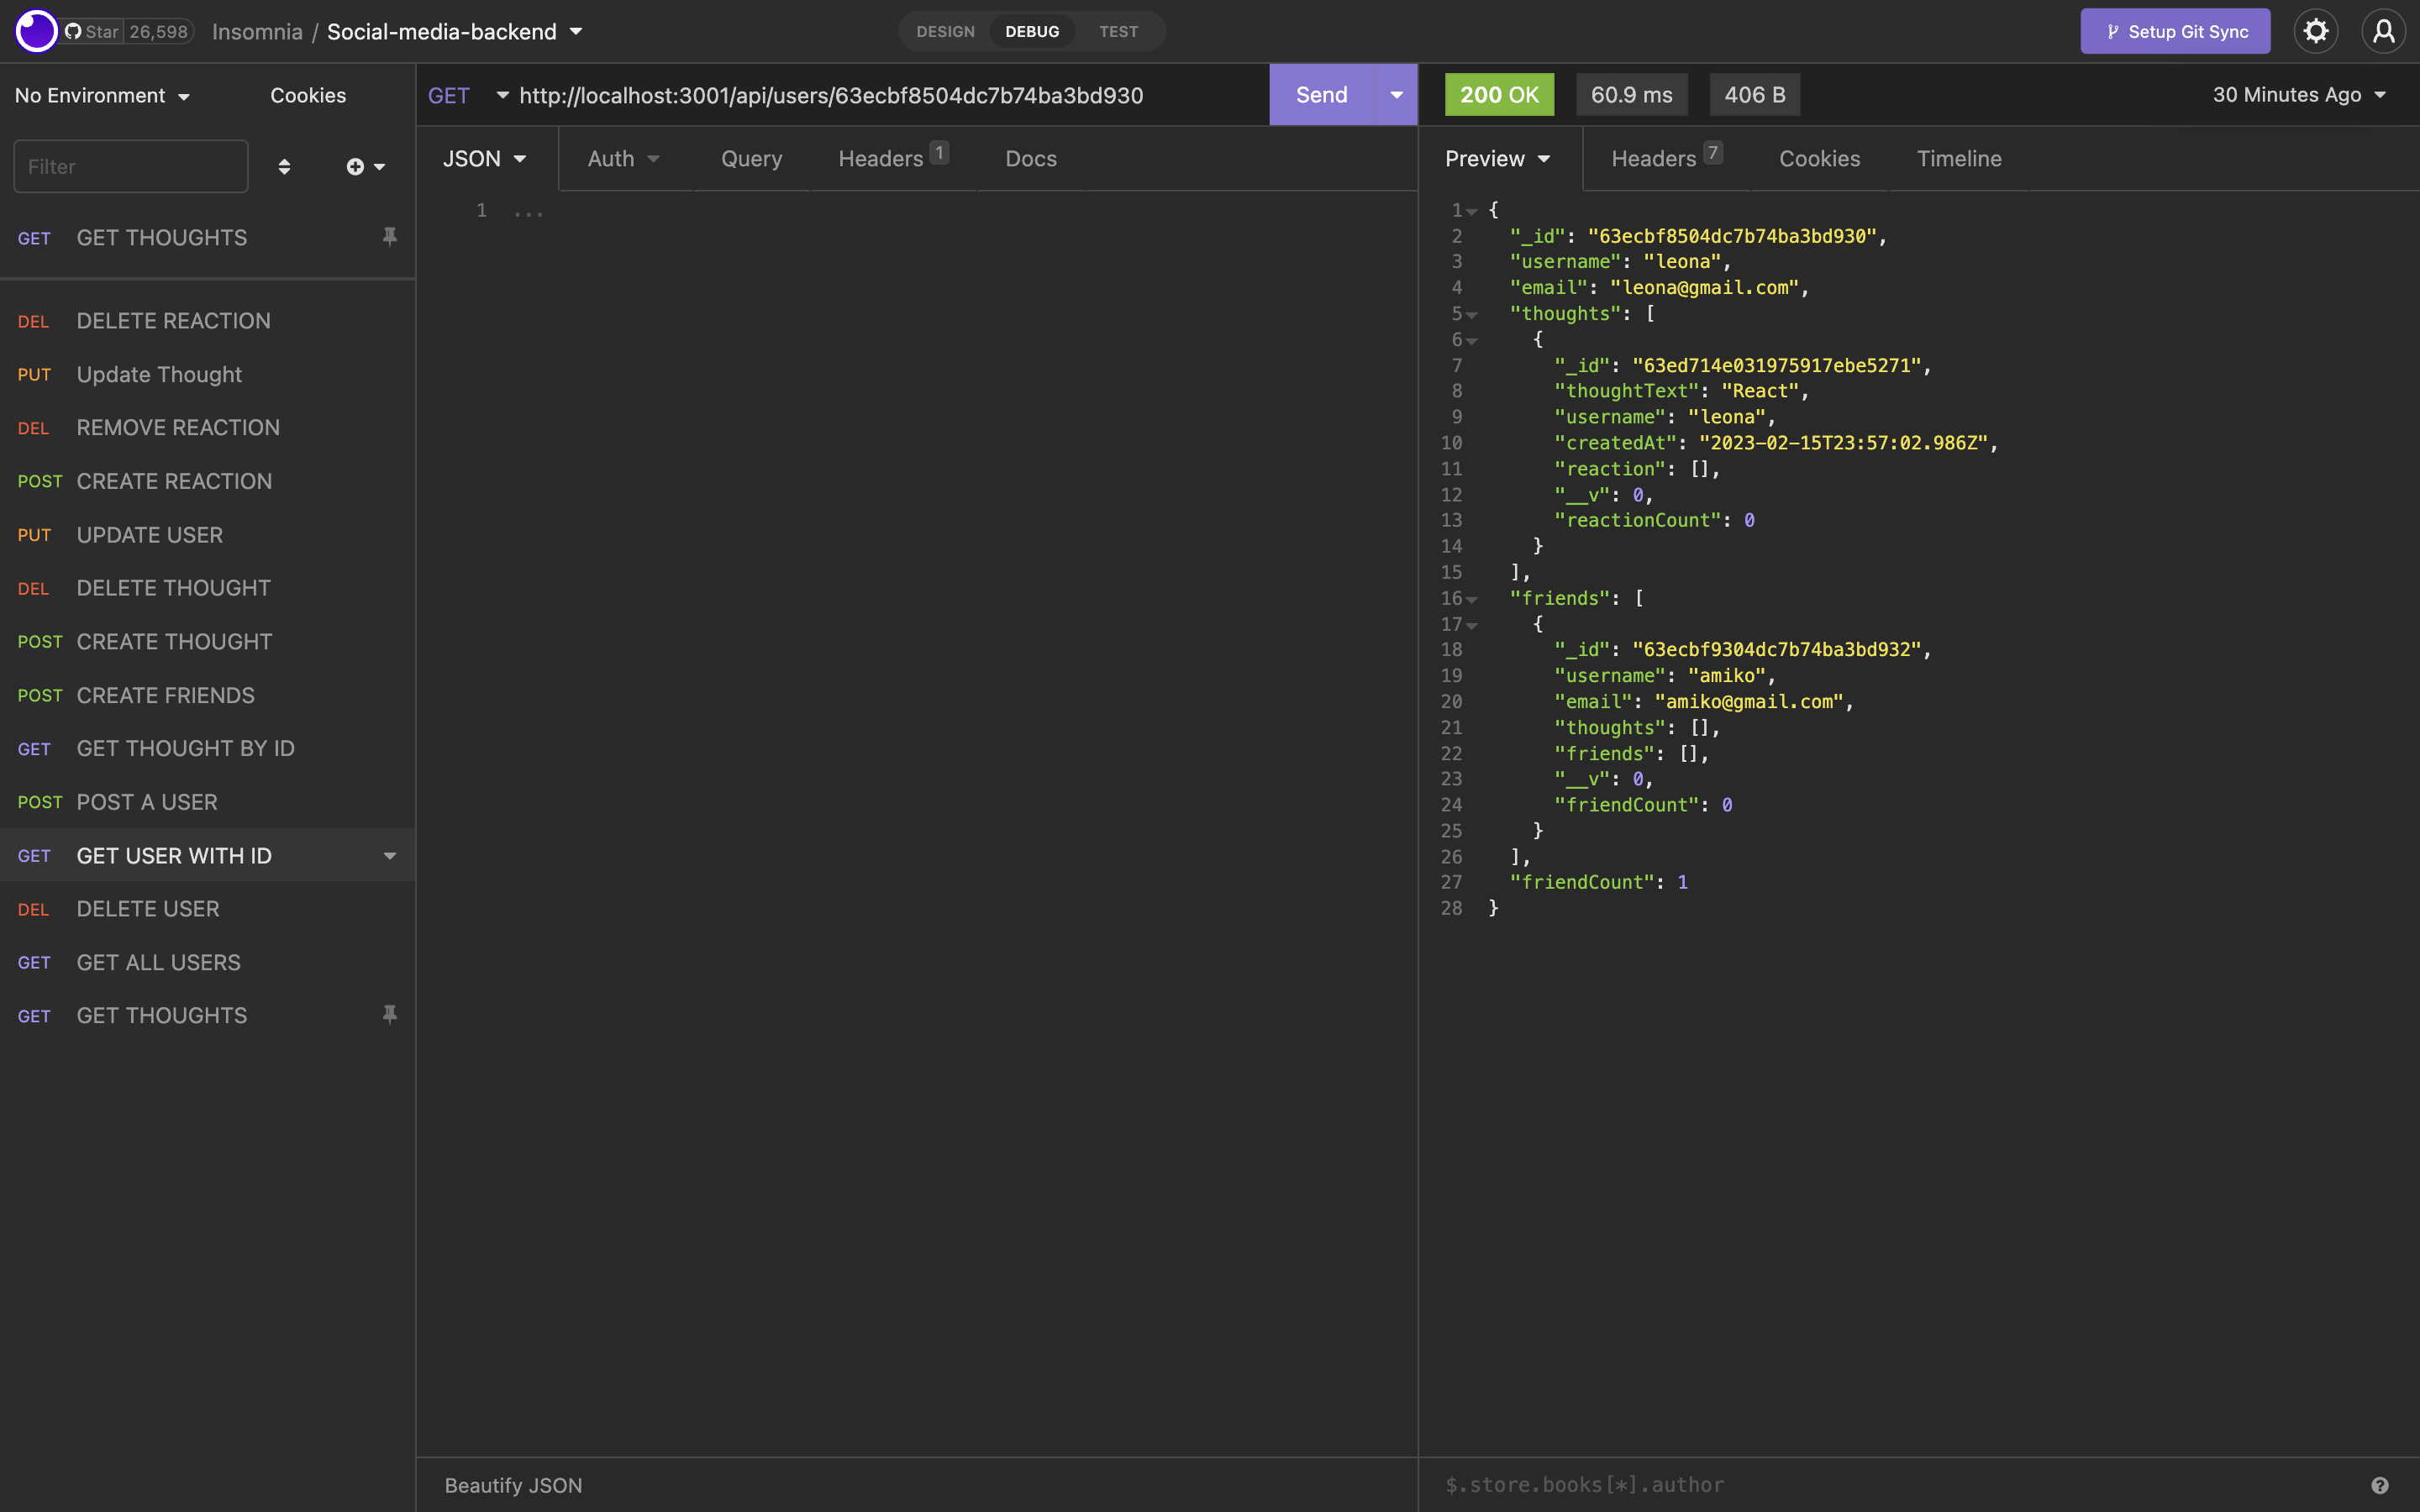 Star 26,598 Insomnia / Social-media-backend DESIGN DEBUG TEST Setup Git Sync
No Environment Cookies
Filter
GET GET THOUGHTS
DEL DELETE REACTION
PUT Update Thought
DEL REMOVE REACTION
POST CREATE REACTION
PUT UPDATE USER
DEL DELETE THOUGHT
POST CREATE THOUGHT
POST CREATE FRIENDS
GET GET THOUGHT BY ID
POST POST A USER
GET GET USER WITH ID
DEL DELETE USER
GET GET ALL USERS
GET GET THOUGHTS
GET http://localhost:3001/api/users/63ecbf8504dc7b74ba3bd930 Send
JSON Auth Query Headers 1 Docs
1 ...
Beautify JSON
200 OK 60.9 ms 406 B 30 Minutes Ago
Preview Headers 7 Cookies Timeline
1 {
2 "_id": "63ecbf8504dc7b74ba3bd930",
3 "username": "leona",
4 "email": "leona@gmail.com",
5 "thoughts": [
6 {
7 "_id": "63ed714e031975917ebe5271",
8 "thoughtText": "React",
9 "username": "leona",
10 "createdAt": "2023-02-15T23:57:02.986Z",
11 "reaction": [],
12 "__v": 0,
13 "reactionCount": 0
14 }
15 ],
16 "friends": [
17 {
18 "_id": "63ecbf9304dc7b74ba3bd932",
19 "username": "amiko",
20 "email": "amiko@gmail.com",
21 "thoughts": [],
22 "friends": [],
23 "__v": 0,
24 "friendCount": 0
25 }
26 ],
27 "friendCount": 1
28 }
$.store.books[*].author